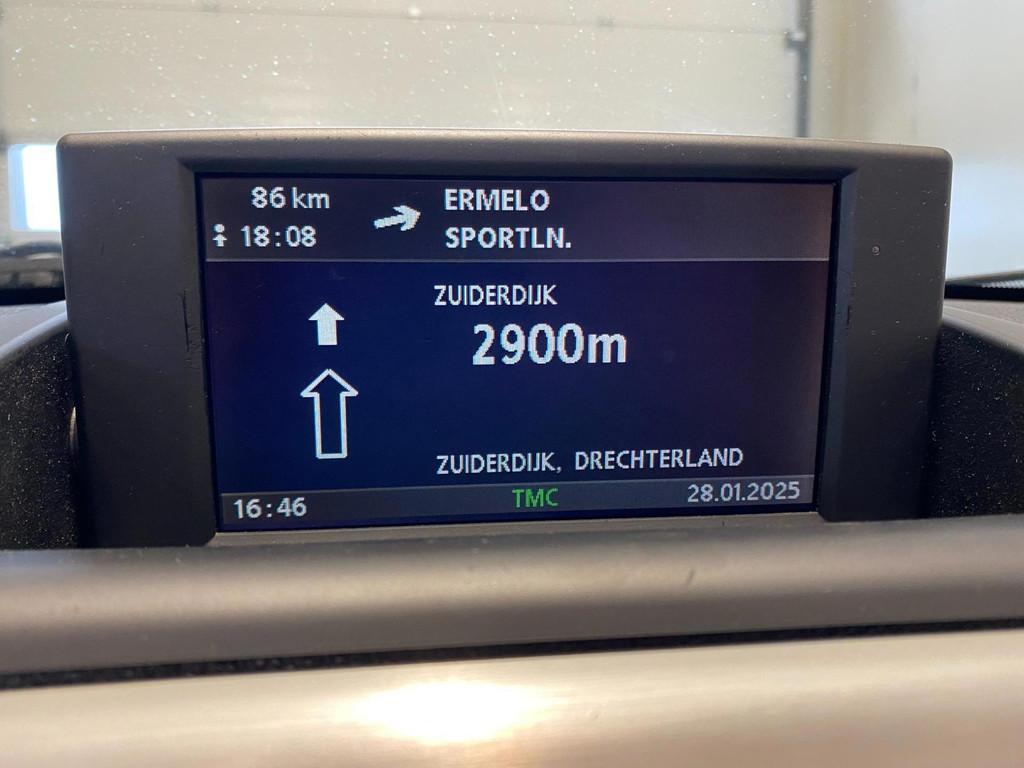 86 km
18:08
ERMELO
SPORTLN.
ZUIDERDIJK
2900m
ZUIDERDIJK, DRECHTERLAND
16:46
TMC
28.01.2025